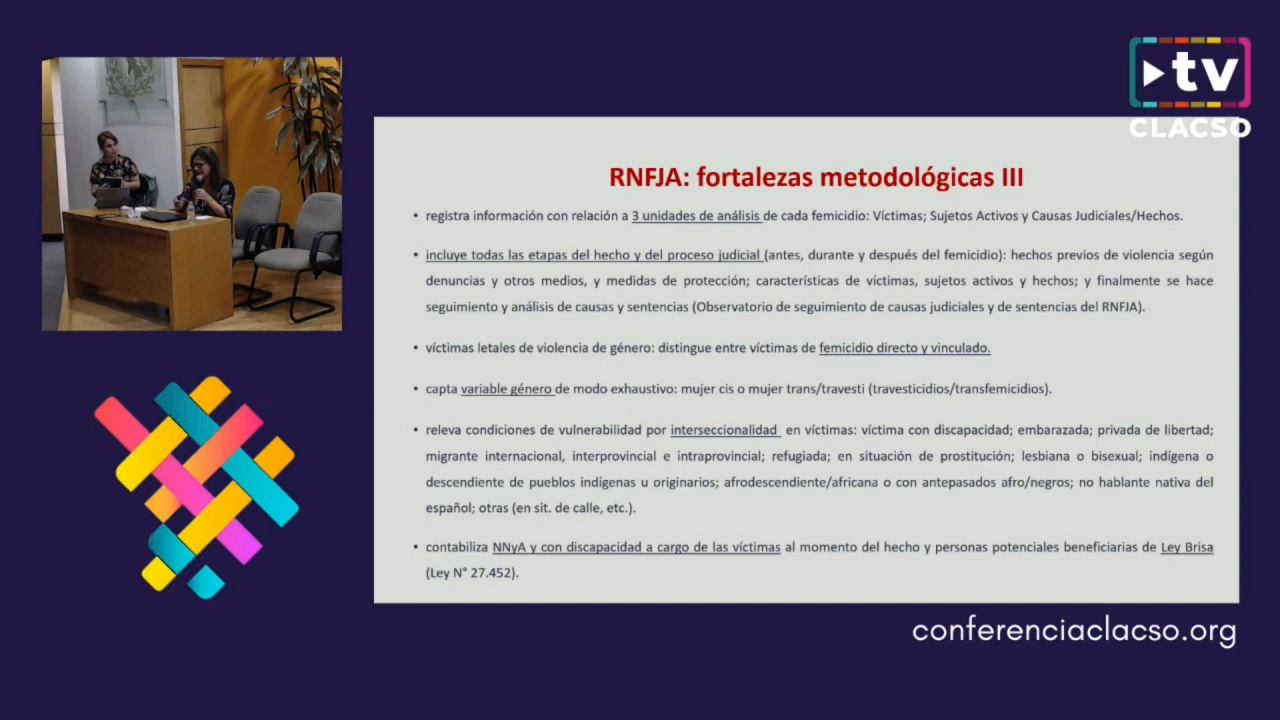 tv
CLACSO
RNFJA: fortalezas metodológicas III
• registra información con relación a 3 unidades de análisis de cada femicidio: Víctimas; Sujetos Activos y Causas Judiciales/Hechos.
• incluye todas las etapas del hecho y del proceso judicial (antes, durante y después del femicidio): hechos previos de violencia según
denuncias y otros medios, y medidas de protección; características de víctimas, sujetos activos y hechos; y finalmente se hace
seguimiento y análisis de causas y sentencias (Observatorio de seguimiento de causas judiciales y de sentencias del RNFJA).
• víctimas letales de violencia de género: distingue entre víctimas de femicidio directo y vinculado.
• capta variable género de modo exhaustivo: mujer cis o mujer trans/travesti (travesticidios/transfemicidios).
• releva condiciones de vulnerabilidad por interseccionalidad en víctimas: víctima con discapacidad; embarazada; privada de libertad;
migrante internacional, interprovincial e intraprovincial; refugiada; en situación de prostitución; lesbiana o bisexual; indígena o
descendiente de pueblos indígenas u originarios; afrodescendiente/africana o con antepasados afro/negros; no hablante nativa del
español; otras (en sit. de calle, etc.).
• contabiliza NNyA y con discapacidad a cargo de las víctimas al momento del hecho y personas potenciales beneficiarias de Ley Brisa
(Ley N° 27.452).
conferenciaclacso.org